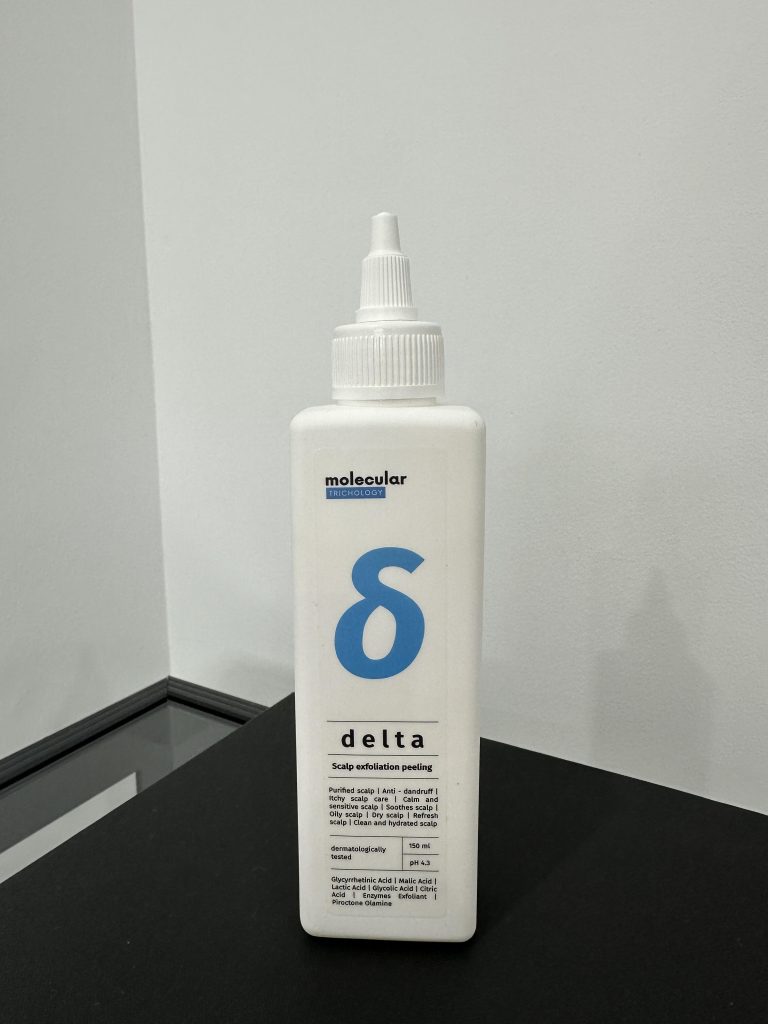 molecular
TRICHOLOGY
δ
delta
Scalp exfoliation peeling
Purified scalp | Anti - dandruff |
Itchy scalp care | Calm and
sensitive scalp | Soothes scalp |
Oily scalp | Dry scalp | Refresh
scalp | Clean and hydrated scalp
dermatologically
tested
150 ml
pH 4.3
Glycyrrhetinic Acid | Malic Acid |
Lactic Acid | Glycolic Acid | Citric
Acid | Enzymes Exfoliant |
Piroctone Olamine